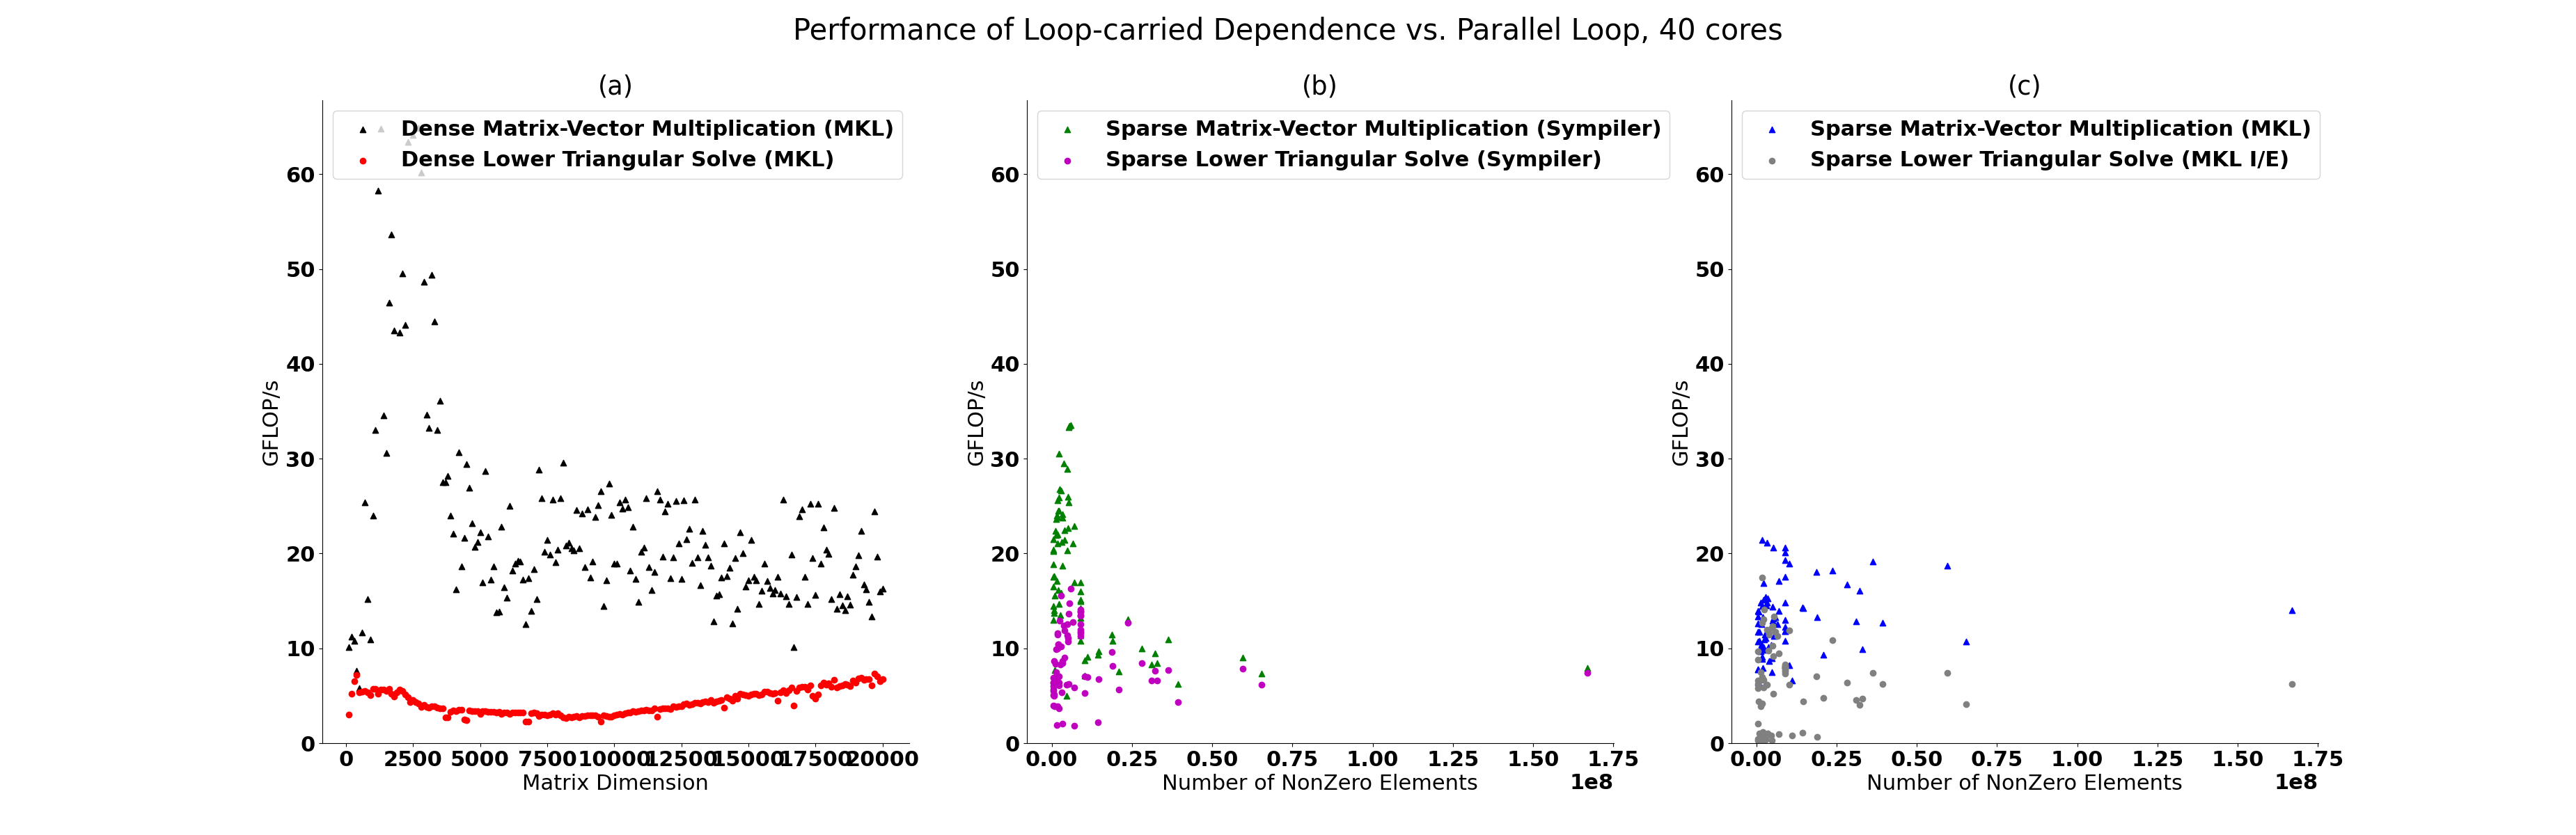 Performance of Loop-carried Dependence vs. Parallel Loop, 40 cores
(a)
Dense Matrix-Vector Multiplication (MKL)
Dense Lower Triangular Solve (MKL)
GFLOP/s
60
50
40
30
20
10
0
0 2500 5000 7500 10000 12500 15000 17500 20000
Matrix Dimension
(b)
Sparse Matrix-Vector Multiplication (Sympiler)
Sparse Lower Triangular Solve (Sympiler)
GFLOP/s
60
50
40
30
20
10
0
0.00 0.25 0.50 0.75 1.00 1.25 1.50 1.75
1e8
Number of NonZero Elements
(c)
Sparse Matrix-Vector Multiplication (MKL)
Sparse Lower Triangular Solve (MKL I/E)
GFLOP/s
60
50
40
30
20
10
0
0.00 0.25 0.50 0.75 1.00 1.25 1.50 1.75
1e8
Number of NonZero Elements